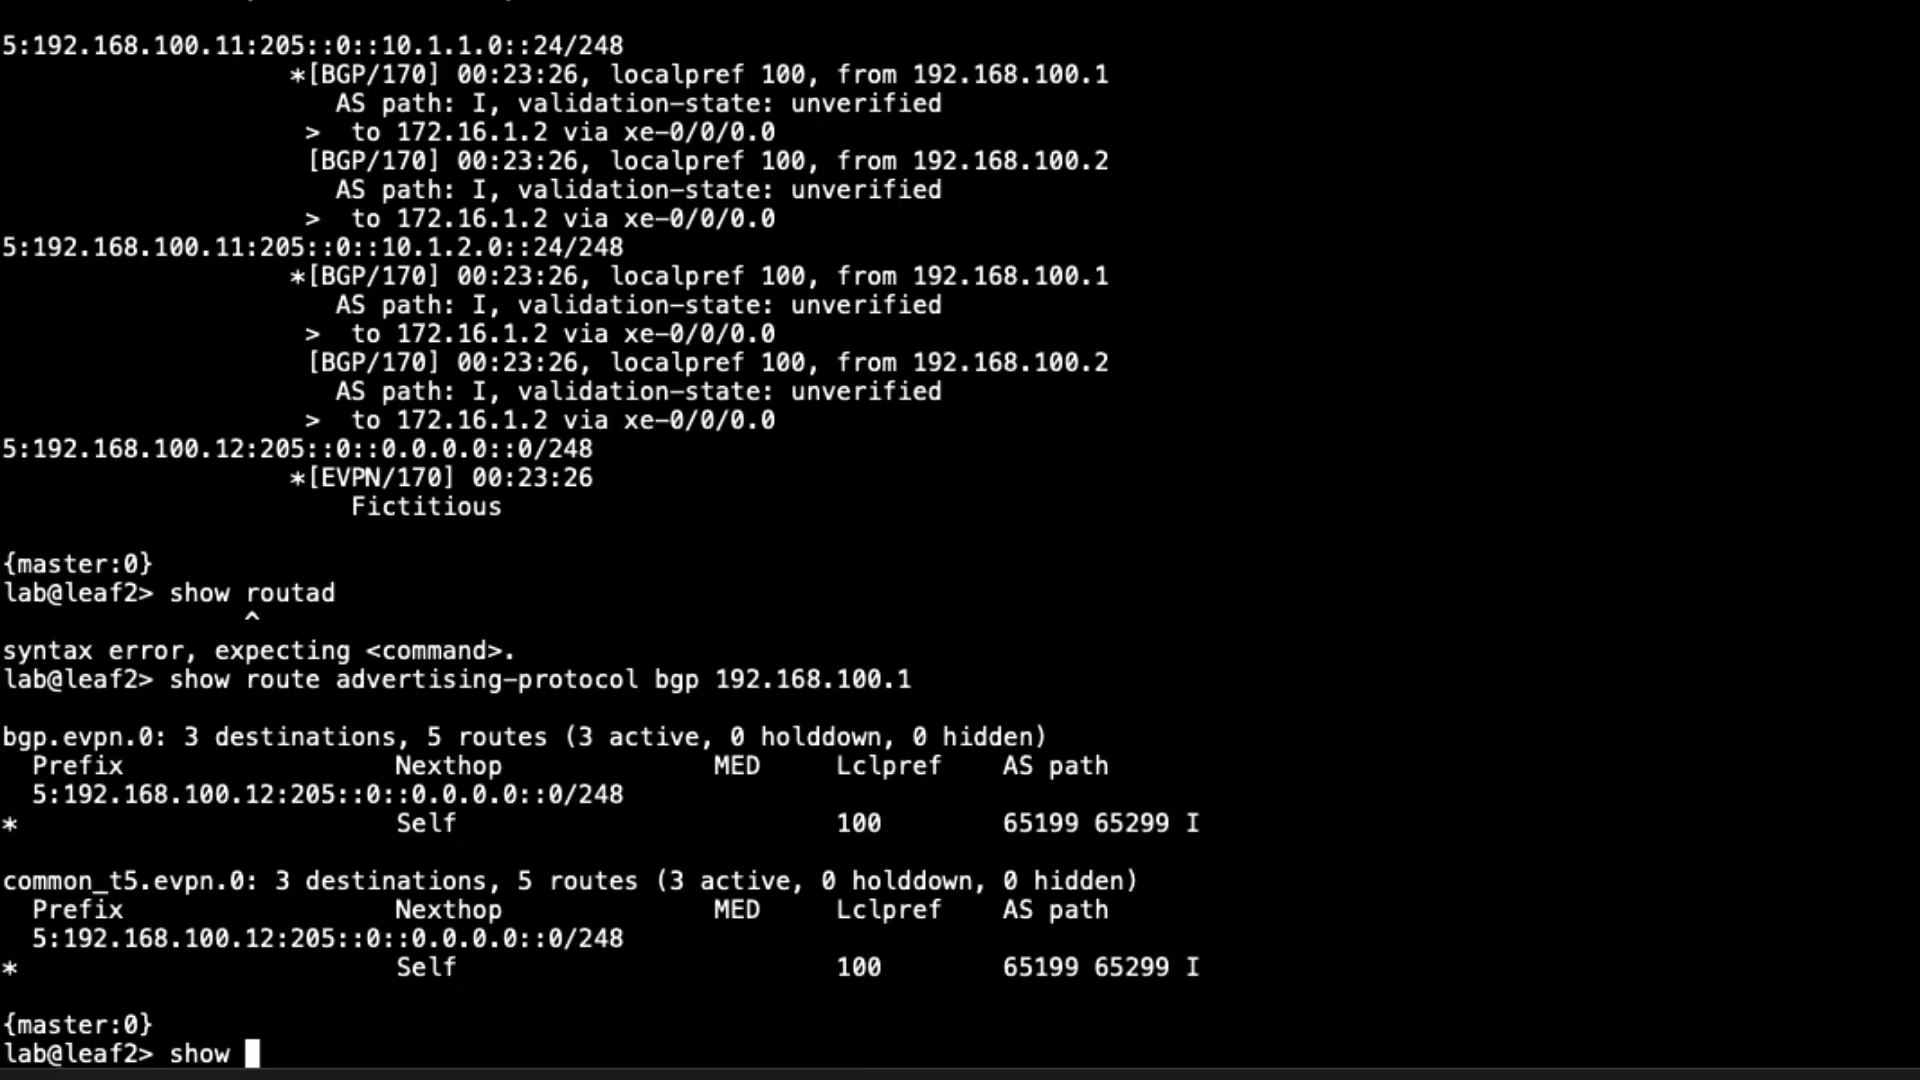 5:192.168.100.11:205::0::10.1.1.0::24/248
*[BGP/170] 00:23:26, localpref 100, from 192.168.100.1
AS path: I, validation-state: unverified
> to 172.16.1.2 via xe-0/0/0.0
[BGP/170] 00:23:26, localpref 100, from 192.168.100.2
AS path: I, validation-state: unverified
> to 172.16.1.2 via xe-0/0/0.0
5:192.168.100.11:205::0::10.1.2.0::24/248
*[BGP/170] 00:23:26, localpref 100, from 192.168.100.1
AS path: I, validation-state: unverified
> to 172.16.1.2 via xe-0/0/0.0
[BGP/170] 00:23:26, localpref 100, from 192.168.100.2
AS path: I, validation-state: unverified
> to 172.16.1.2 via xe-0/0/0.0
5:192.168.100.12:205::0::0.0.0.0::0/248
*[EVPN/170] 00:23:26
Fictitious
{master:0}
lab@leaf2> show routad
^
syntax error, expecting <command>.
lab@leaf2> show route advertising-protocol bgp 192.168.100.1
bgp.evpn.0: 3 destinations, 5 routes (3 active, 0 holddown, 0 hidden)
Prefix Nexthop MED Lclpref AS path
5:192.168.100.12:205::0::0.0.0.0::0/248
* Self 100 65199 65299 I
common_t5.evpn.0: 3 destinations, 5 routes (3 active, 0 holddown, 0 hidden)
Prefix Nexthop MED Lclpref AS path
5:192.168.100.12:205::0::0.0.0.0::0/248
* Self 100 65199 65299 I
{master:0}
lab@leaf2> show